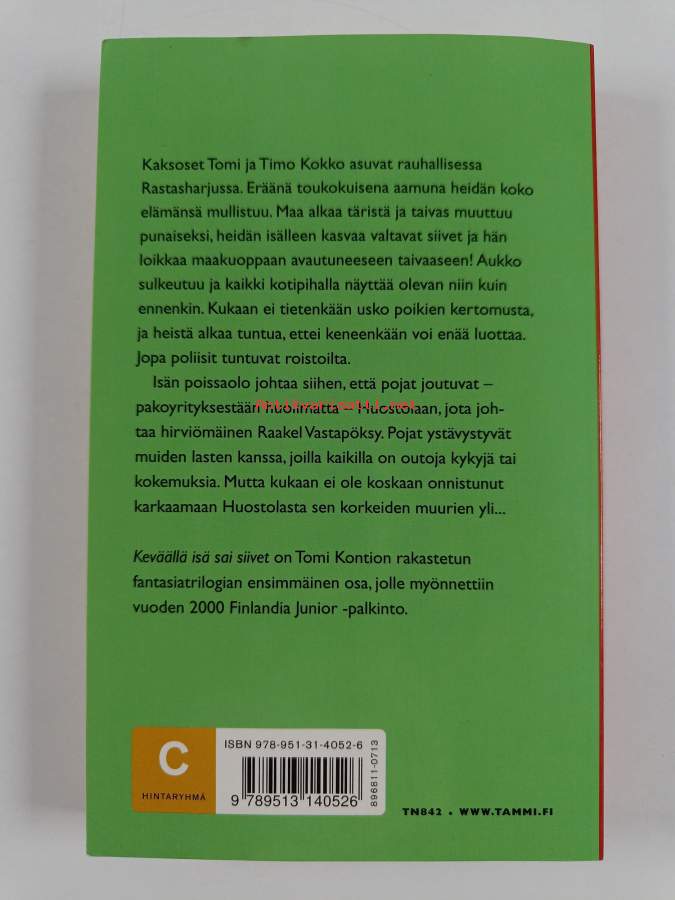 Kaksoset Tomi ja Timo Kokko asuvat rauhallisessa
Rastasharjussa. Eräänä toukokuisena aamuna heidän koko
elämänsä mullistuu. Maa alkaa täristä ja taivas muuttuu
punaiseksi, heidän isälleen kasvaa valtavat siivet ja hän
loikkaa maakuoppaan avautuneeseen taivaaseen! Aukko
sulkeutuu ja kaikki kotipihalla näyttää olevan niin kuin
ennenkin. Kukaan ei tietenkään usko poikien kertomusta,
ja heistä alkaa tuntua, ettei keneenkään voi enää luottaa.
Jopa poliisit tuntuvat roistoilta.
Isän poissaolo johtaa siihen, että pojat joutuvat –
pakoyrityksestään huolimatta – Huostolaan, jota joh-
taa hirviömäinen Raakel Vastapöksy. Pojat ystävystyvät
muiden lasten kanssa, joilla kaikilla on outoja kykyjä tai
kokemuksia. Mutta kukaan ei ole koskaan onnistunut
karkaamaan Huostolasta sen korkeiden muurien yli...
Keväällä isä sai siivet on Tomi Kontion rakastetun
fantasiatrilogian ensimmäinen osa, jolle myönnettiin
vuoden 2000 Finlandia Junior -palkinto.
C
HINTARYHMÄ
ISBN 978-951-31-4052-6
9 789513 140526
896811-0713
TN842 • WWW.TAMMI.FI